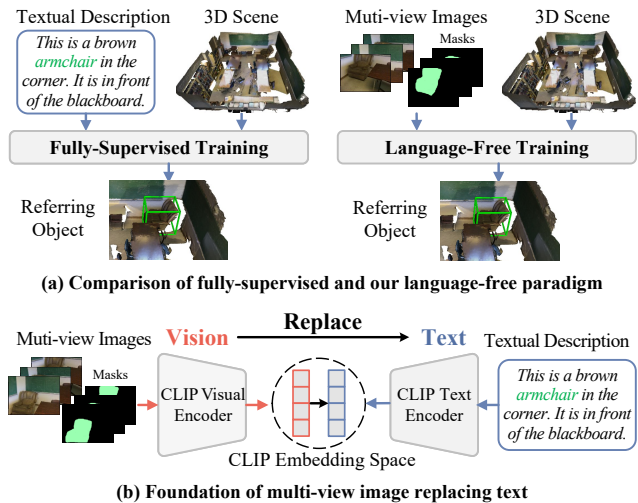 Textual Description
3D Scene
This is a brown
armchair in the
corner. It is in front
of the blackboard.
Fully-Supervised Training
Referring
Object
Muti-view Images
3D Scene
Masks
Language-Free Training
Referring
Object
(a) Comparison of fully-supervised and our language-free paradigm
Vision
Replace
Text
Muti-view Images
Masks
CLIP Visual
Encoder
CLIP Text
Encoder
CLIP Embedding Space
Textual Description
This is a brown
armchair in the
corner. It is in front
of the blackboard.
(b) Foundation of multi-view image replacing text